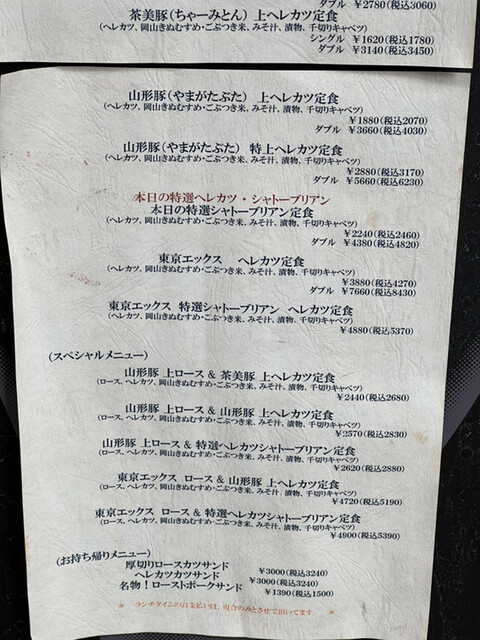 ダブル ￥2780(税込3060)
茶美豚(ちゃーみとん) 上ヘレカツ定食
(ヘレカツ、岡山きぬむすめ・ごぶつき米、みそ汁、漬物、千切りキャベツ)
シングル ￥1620(税込1780)
ダブル ￥3140(税込3450)
山形豚(やまがたぶた) 上ヘレカツ定食
(ヘレカツ、岡山きぬむすめ・ごぶつき米、みそ汁、漬物、千切りキャベツ)
￥1880(税込2070)
ダブル ￥3660(税込4030)
山形豚(やまがたぶた) 特上ヘレカツ定食
(ヘレカツ、岡山きぬむすめ・ごぶつき米、みそ汁、漬物、千切りキャベツ)
￥2880(税込3170)
ダブル ￥5660(税込6230)
本日の特選ヘレカツ・シャトーブリアン
本日の特選シャトーブリアン定食
(ヘレカツ、岡山きぬむすめ・ごぶつき米、みそ汁、漬物、千切りキャベツ)
￥2240(税込2460)
ダブル ￥4380(税込4820)
東京エックス ヘレカツ定食
(ヘレカツ、岡山きぬむすめ・ごぶつき米、みそ汁、漬物、千切りキャベツ)
￥3880(税込4270)
ダブル ￥7660(税込8430)
東京エックス 特選シャトーブリアン ヘレカツ定食
(ヘレカツ、岡山きぬむすめ・ごぶつき米、みそ汁、漬物、千切りキャベツ)
￥4880(税込5370)
(スペシャルメニュー)
山形豚 上ロース & 茶美豚 上ヘレカツ定食
(ロース、ヘレカツ、岡山きぬむすめ・ごぶつき米、みそ汁、漬物、千切りキャベツ)
￥2440(税込2680)
山形豚 上ロース & 山形豚 上ヘレカツ定食
(ロース、ヘレカツ、岡山きぬむすめ・ごぶつき米、みそ汁、漬物、千切りキャベツ)
￥2570(税込2830)
山形豚 上ロース & 特選ヘレカツシャトーブリアン定食
(ロース、ヘレカツ、岡山きぬむすめ・ごぶつき米、みそ汁、漬物、千切りキャベツ)
￥2620(税込2880)
東京エックス ロース & 山形豚 上ヘレカツ定食
(ロース、ヘレカツ、岡山きぬむすめ・ごぶつき米、みそ汁、漬物、千切りキャベツ)
￥4720(税込5190)
東京エックス ロース & 特選ヘレカツシャトーブリアン定食
(ロース、ヘレカツ、岡山きぬむすめ・ごぶつき米、みそ汁、漬物、千切りキャベツ)
￥4900(税込5390)
(お持ち帰りメニュー)
厚切りロースカツサンド ￥3000(税込3240)
ヘレカツカツサンド ￥3000(税込3240)
名物！ローストポークサンド ￥1390(税込1500)
＊ ランチタイムのお支払いは、現金のみとさせて頂いてます。 ＊